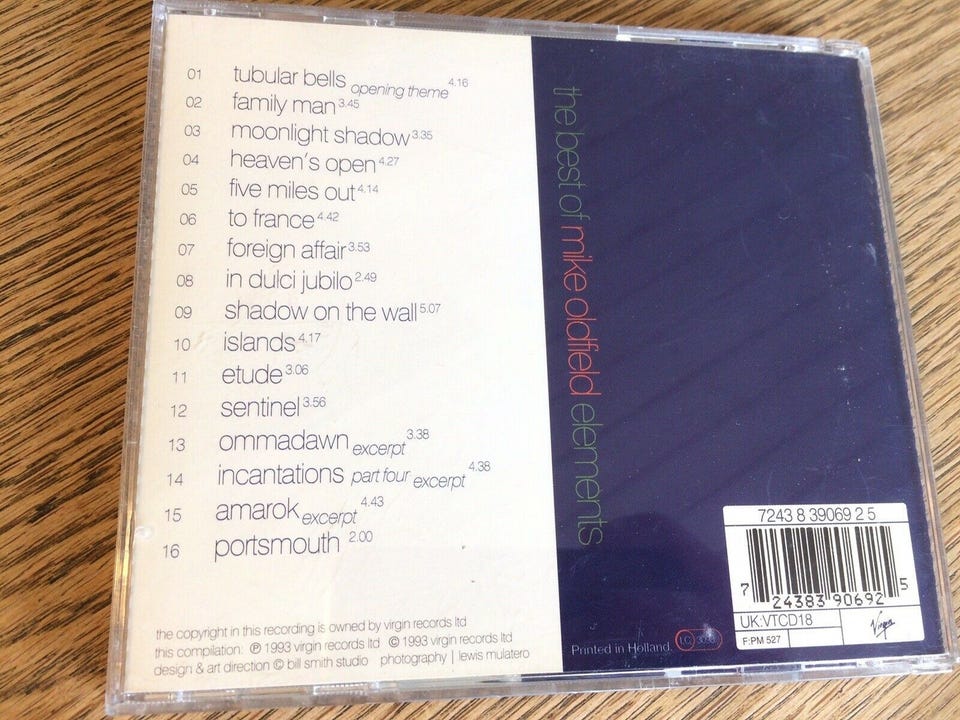 01 tubular bells opening theme 4.16
02 family man 3.45
03 moonlight shadow 3.35
04 heaven's open 4.27
05 five miles out 4.14
06 to france 4.42
07 foreign affair 3.53
08 in dulci jubilo 2.49
09 shadow on the wall 5.07
10 islands 4.17
11 etude 3.06
12 sentinel 3.56
13 ommadawn excerpt 3.38
14 incantations part four excerpt 4.38
15 amarok excerpt 4.43
16 portsmouth 2.00
the copyright in this recording is owned by virgin records ltd
this compilation: ℗ 1993 virgin records ltd © 1993 virgin records ltd
design & art direction © bill smith studio photography | lewis mulatero
the best of mike oldfield elements
Printed in Holland.
LC
7243 8 39069 2 5
7 24383 90692 5
UK:VTCD18
F:PM 527
Virgin